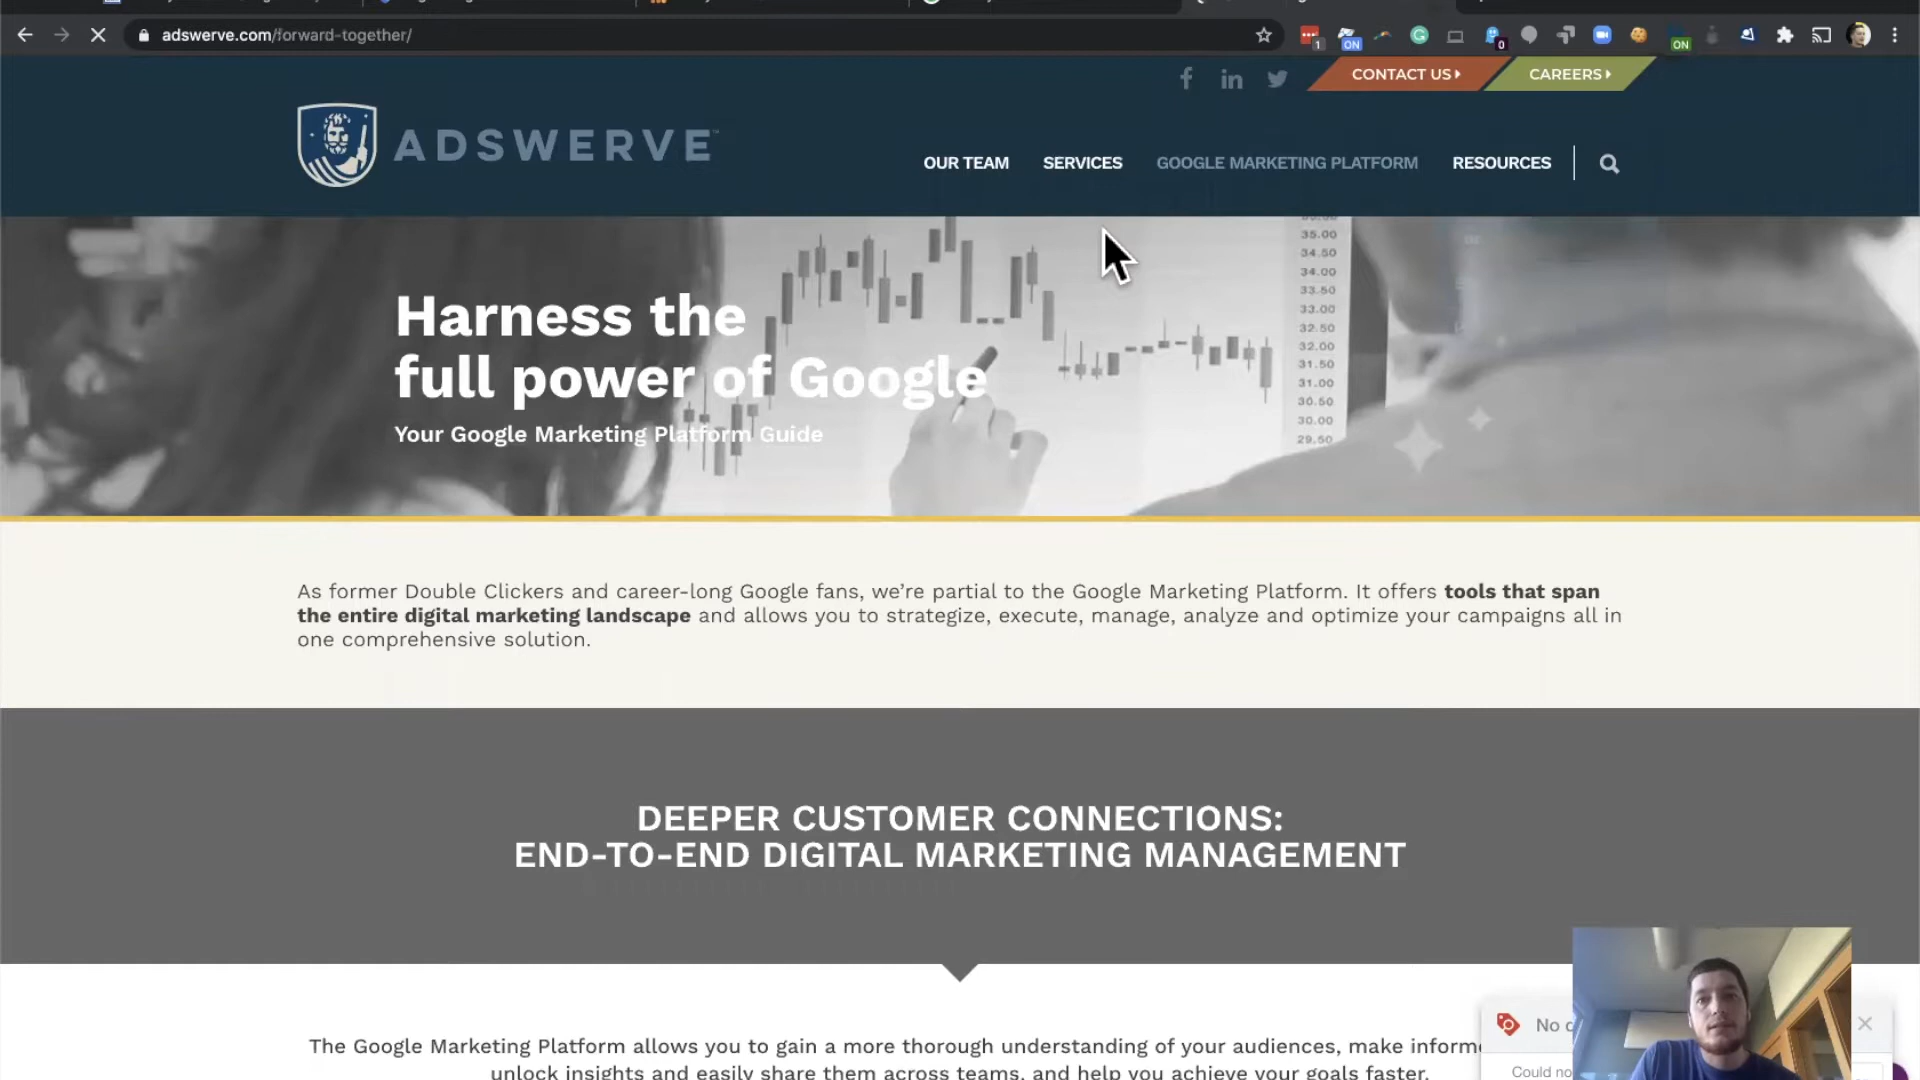 adswerve.com/forward-together/
1
ON
0
ON
CONTACT US
CAREERS
ADSWERVE
OUR TEAM
SERVICES
GOOGLE MARKETING PLATFORM
RESOURCES
35.00
34.50
34.00
33.50
33.00
32.50
32.00
31.50
31.00
30.50
30.00
29.50
Harness the
full power of Google
Your Google Marketing Platform Guide
As former Double Clickers and career-long Google fans, we're partial to the Google Marketing Platform. It offers tools that span
the entire digital marketing landscape and allows you to strategize, execute, manage, analyze and optimize your campaigns all in
one comprehensive solution.
DEEPER CUSTOMER CONNECTIONS:
END-TO-END DIGITAL MARKETING MANAGEMENT
The Google Marketing Platform allows you to gain a more thorough understanding of your audiences, make
unlock insights and easily share them across teams, and help you achieve your goals faster.
No
Could